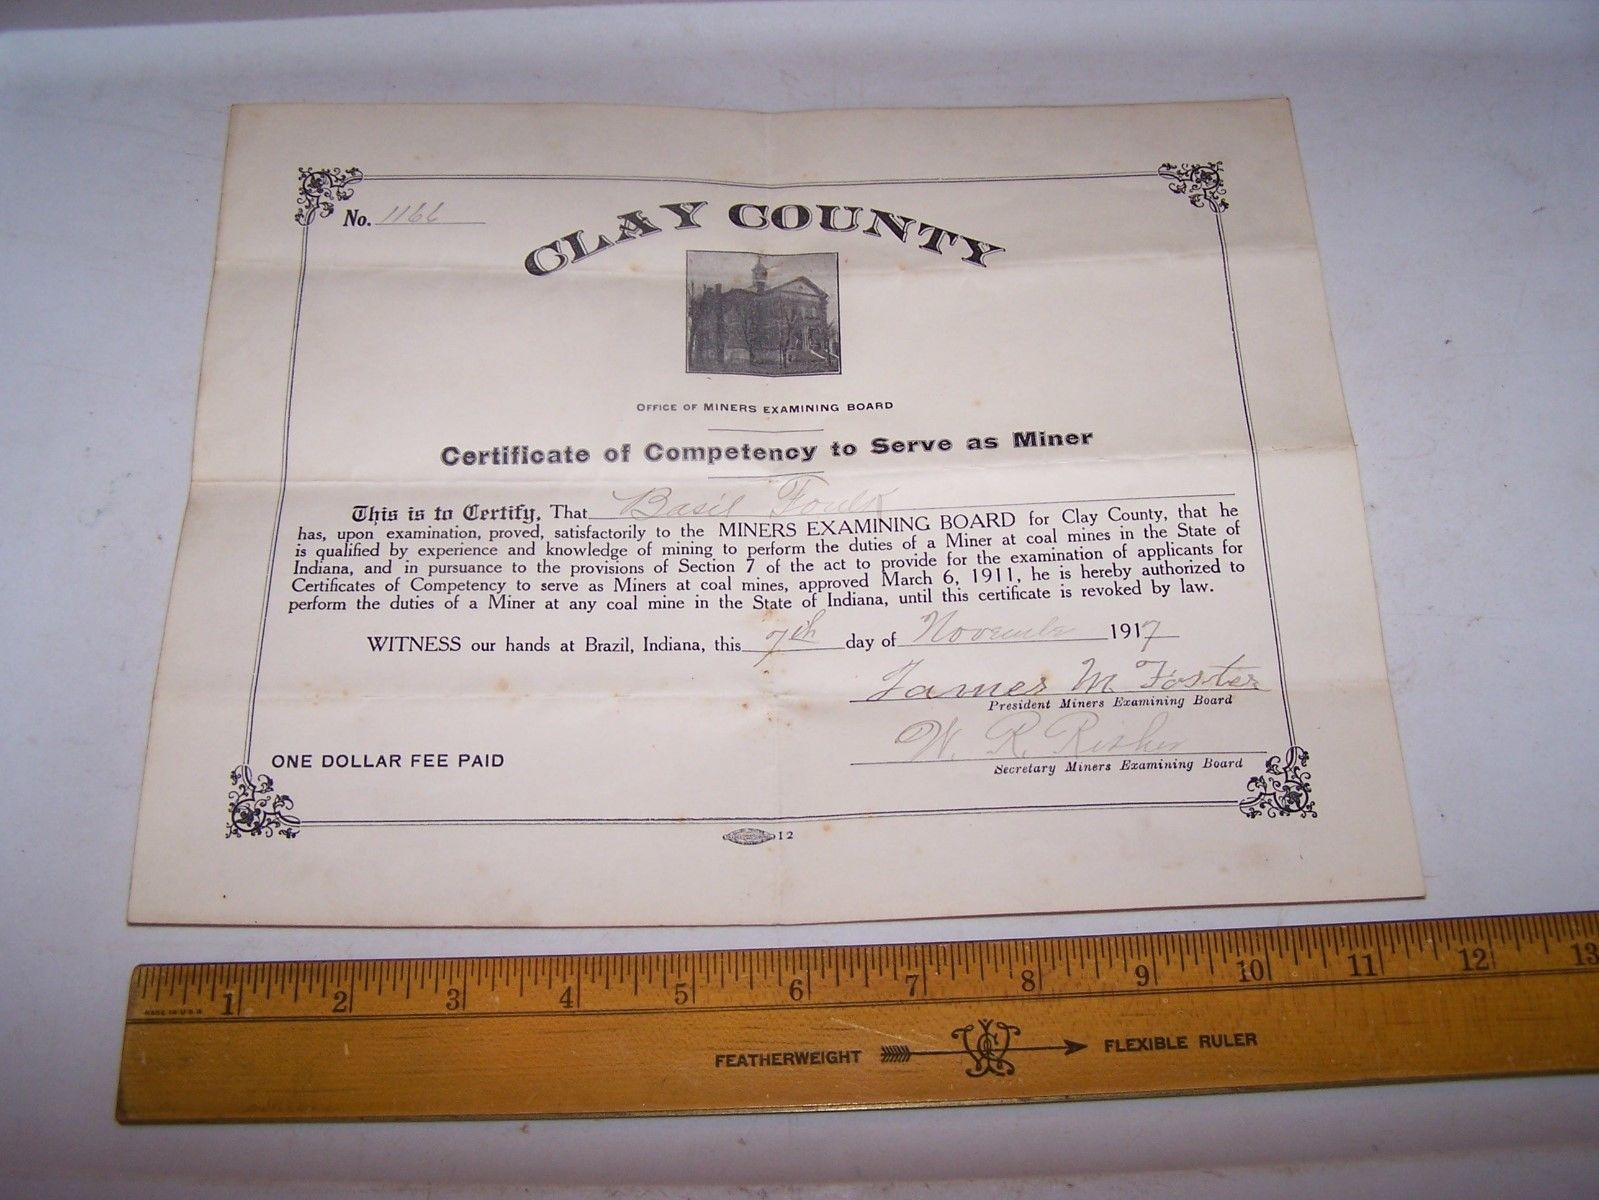 No. 1166
CLAY COUNTY
OFFICE OF MINERS EXAMINING BOARD
Certificate of Competency to Serve as Miner
This is to Certify, That Basil Foulk
has, upon examination, proved, satisfactorily to the MINERS EXAMINING BOARD for Clay County, that he
is qualified by experience and knowledge of mining to perform the duties of a Miner at coal mines in the State of
Indiana, and in pursuance to the provisions of Section 7 of the act to provide for the examination of applicants for
Certificates of Competency to serve as Miners at coal mines, approved March 6, 1911, he is hereby authorized to
perform the duties of a Miner at any coal mine in the State of Indiana, until this certificate is revoked by law.
WITNESS our hands at Brazil, Indiana, this 7th day of November 1917
James M. Foster
President Miners Examining Board
W. R. Risher
Secretary Miners Examining Board
ONE DOLLAR FEE PAID
12
1 2 3 4 5 6 7 8 9 10 11 12 13
MADE IN U.S.A
FEATHERWEIGHT FLEXIBLE RULER